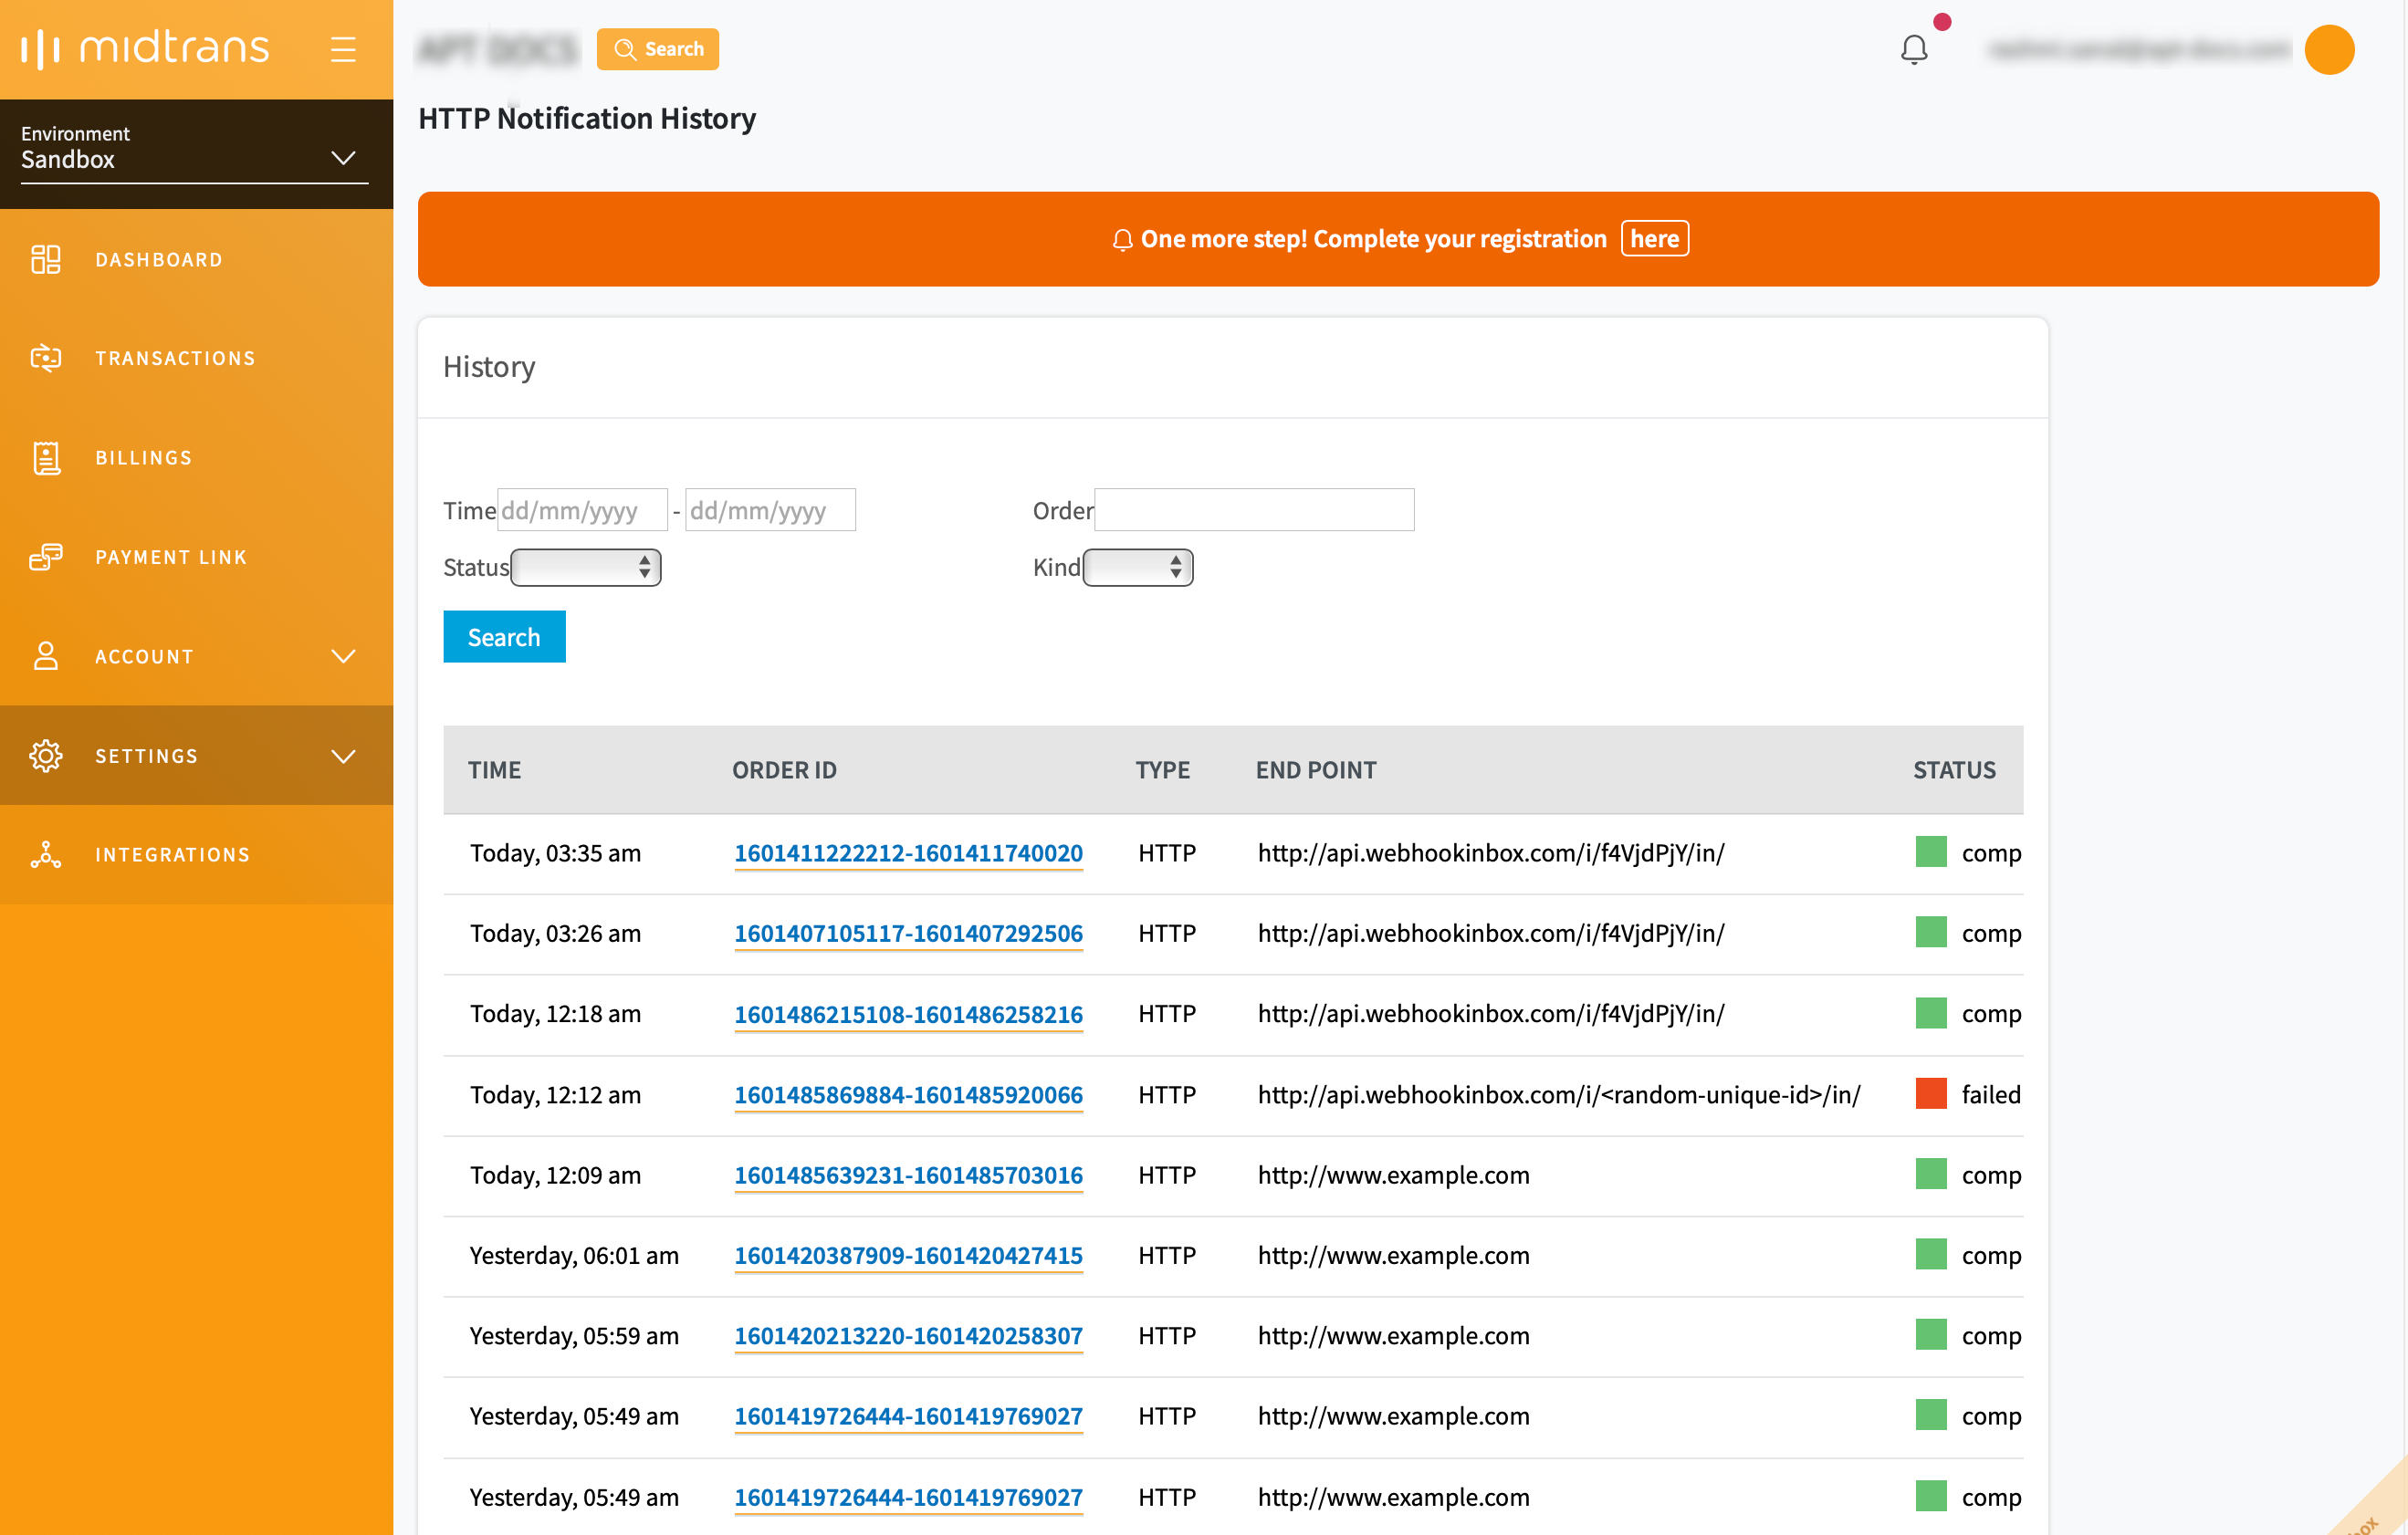 midtrans
Search
Environment
Sandbox
HTTP Notification History
One more step! Complete your registration here
DASHBOARD
TRANSACTIONS
BILLINGS
PAYMENT LINK
ACCOUNT
SETTINGS
INTEGRATIONS
History
Time dd/mm/yyyy - dd/mm/yyyy Order
Status Kind
Search
TIME ORDER ID TYPE END POINT STATUS
Today, 03:35 am 1601411222212-1601411740020 HTTP http://api.webhookinbox.com/i/f4VjdPjY/in/ comp
Today, 03:26 am 1601407105117-1601407292506 HTTP http://api.webhookinbox.com/i/f4VjdPjY/in/ comp
Today, 12:18 am 1601486215108-1601486258216 HTTP http://api.webhookinbox.com/i/f4VjdPjY/in/ comp
Today, 12:12 am 1601485869884-1601485920066 HTTP http://api.webhookinbox.com/i/<random-unique-id>/in/ failed
Today, 12:09 am 1601485639231-1601485703016 HTTP http://www.example.com comp
Yesterday, 06:01 am 1601420387909-1601420427415 HTTP http://www.example.com comp
Yesterday, 05:59 am 1601420213220-1601420258307 HTTP http://www.example.com comp
Yesterday, 05:49 am 1601419726444-1601419769027 HTTP http://www.example.com comp
Yesterday, 05:49 am 1601419726444-1601419769027 HTTP http://www.example.com comp